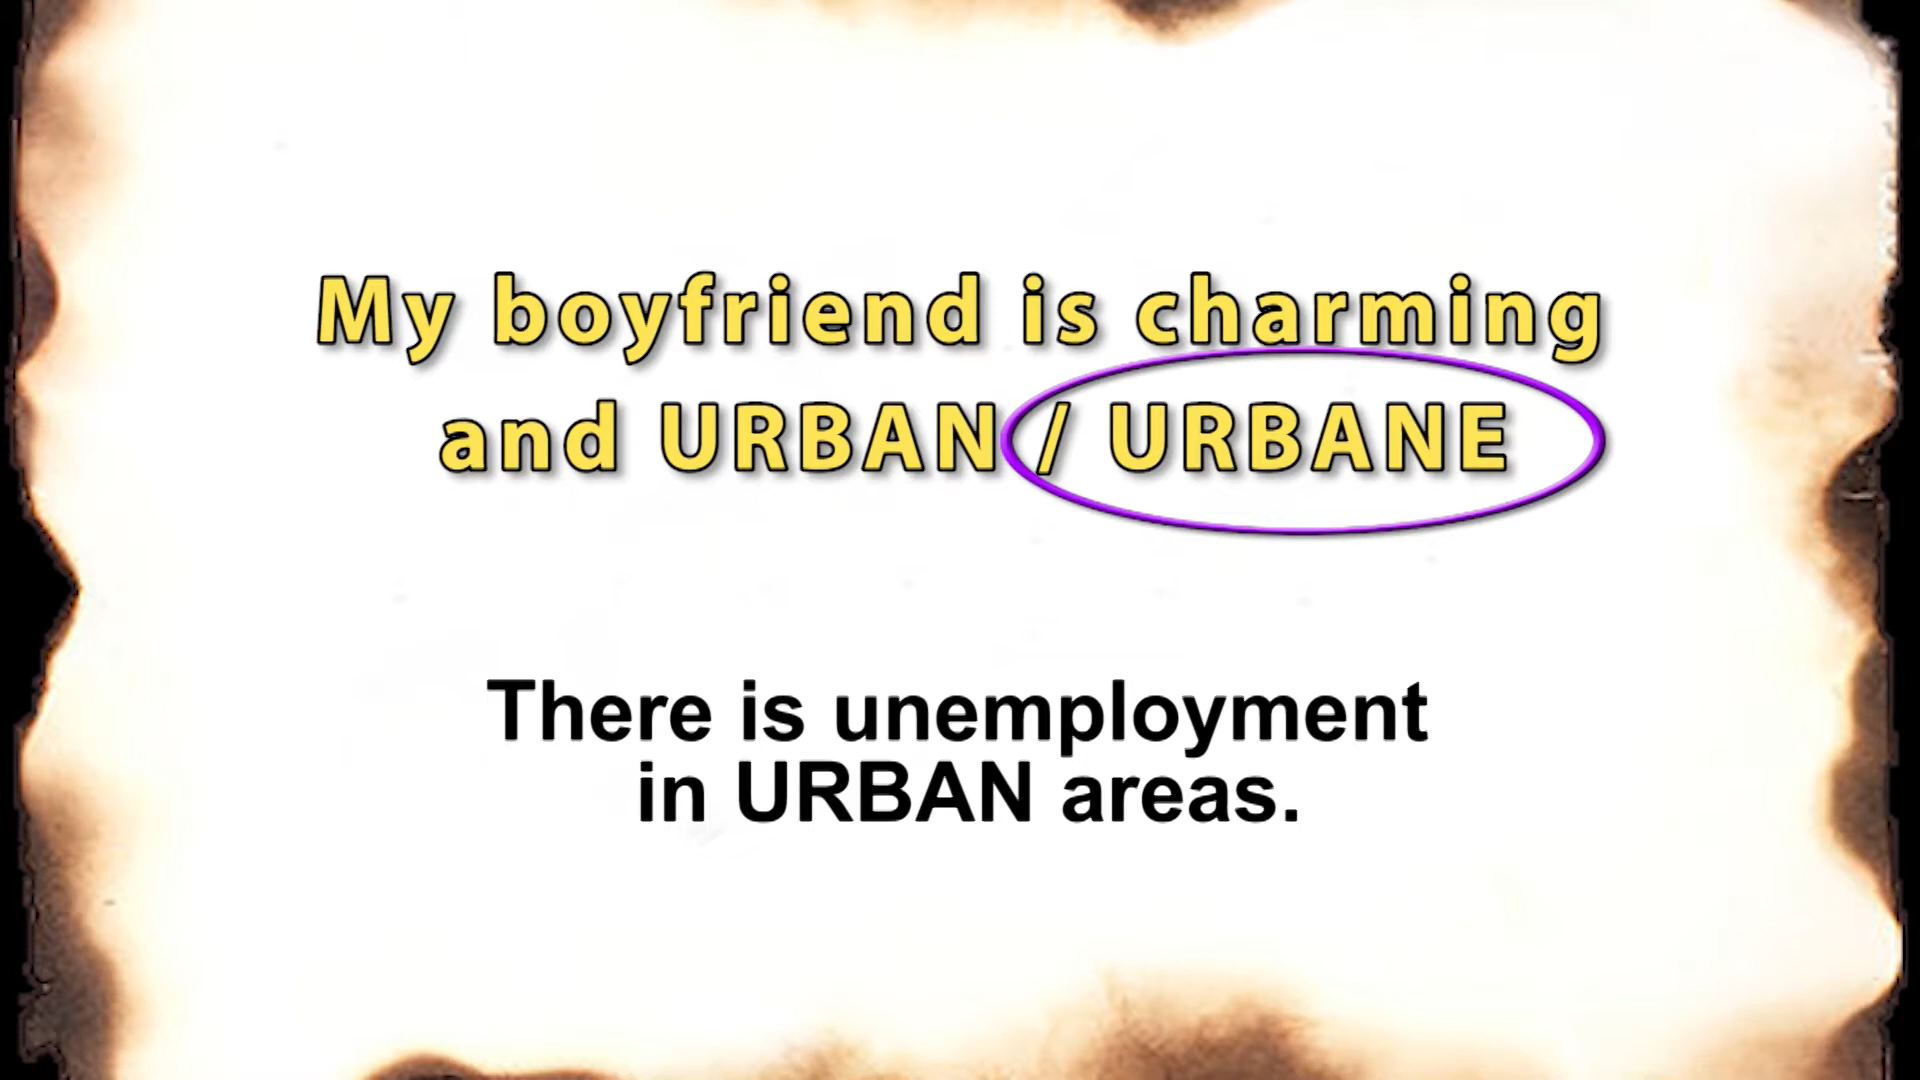 My boyfriend is charming
and URBAN / URBANE
There is unemployment
in URBAN areas.